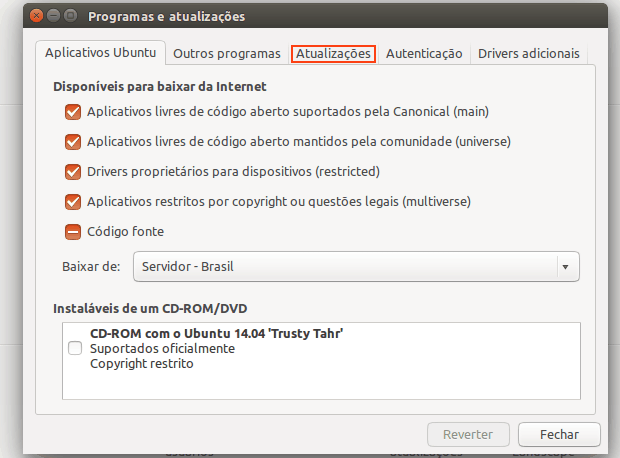 Programas e atualizações
Aplicativos Ubuntu
Outros programas
Atualizações
Autenticação
Drivers adicionais
Disponíveis para baixar da Internet
Aplicativos livres de código aberto suportados pela Canonical (main)
Aplicativos livres de código aberto mantidos pela comunidade (universe)
Drivers proprietários para dispositivos (restricted)
Aplicativos restritos por copyright ou questões legais (multiverse)
Código fonte
Baixar de:
Servidor - Brasil
Instaláveis de um CD-ROM/DVD
CD-ROM com o Ubuntu 14.04 'Trusty Tahr'
Suportados oficialmente
Copyright restrito
Reverter
Fechar